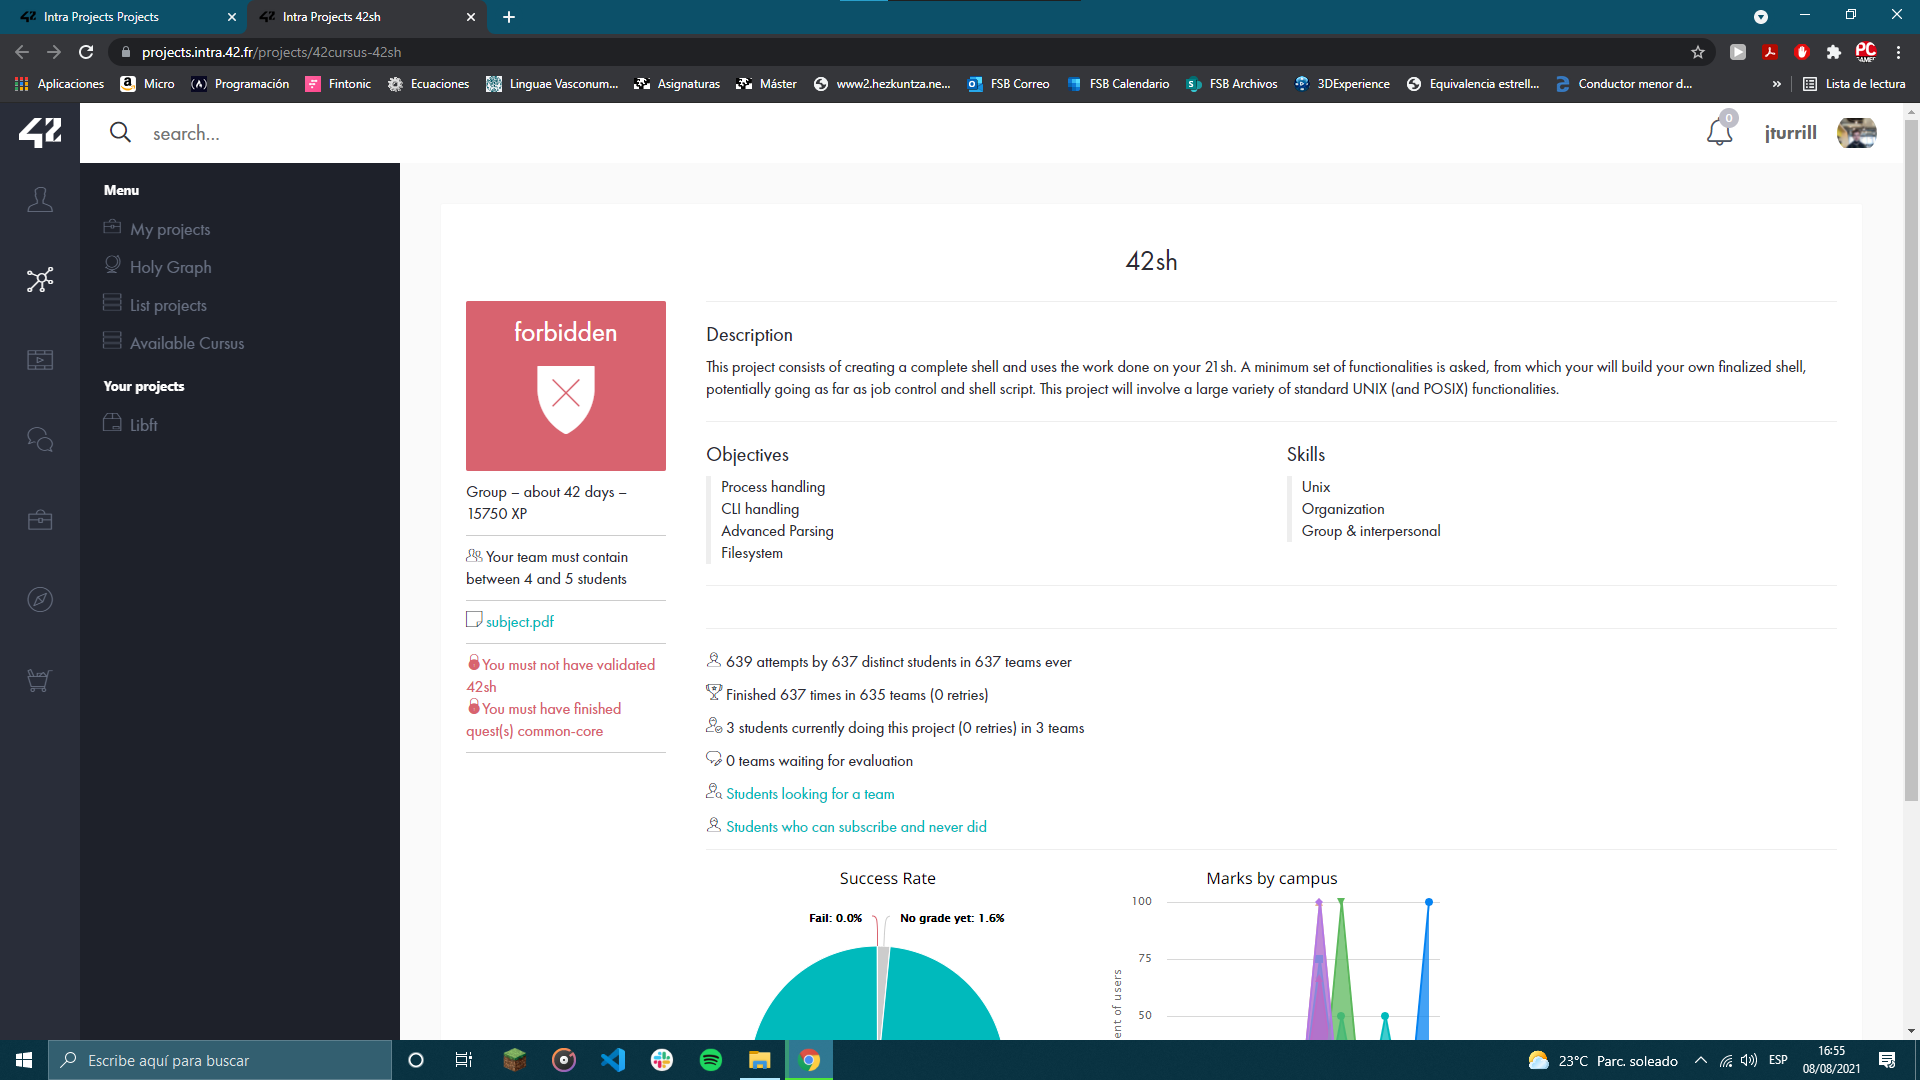 Intra Projects Projects
Intra Projects 42sh
projects.intra.42.fr/projects/42cursus-42sh
Aplicaciones
Micro
Programación
Fintonic
Ecuaciones
Linguae Vasconum...
Asignaturas
Máster
www2.hezkuntza.ne...
FSB Correo
FSB Calendario
FSB Archivos
3DExperience
Equivalencia estrell...
Conductor menor d...
»
Lista de lectura
42
search...
0
jturrill
Menu
My projects
Holy Graph
List projects
Available Cursus
Your projects
Libft
42sh
forbidden
Group – about 42 days –
15750 XP
Your team must contain
between 4 and 5 students
subject.pdf
You must not have validated
42sh
You must have finished
quest(s) common-core
Description
This project consists of creating a complete shell and uses the work done on your 21sh. A minimum set of functionalities is asked, from which your will build your own finalized shell,
potentially going as far as job control and shell script. This project will involve a large variety of standard UNIX (and POSIX) functionalities.
Objectives
Process handling
CLI handling
Advanced Parsing
Filesystem
Skills
Unix
Organization
Group & interpersonal
639 attempts by 637 distinct students in 637 teams ever
Finished 637 times in 635 teams (0 retries)
3 students currently doing this project (0 retries) in 3 teams
0 teams waiting for evaluation
Students looking for a team
Students who can subscribe and never did
Success Rate
Fail: 0.0%
No grade yet: 1.6%
Marks by campus
100
75
50
ent of users
Escribe aquí para buscar
23°C Parc. soleado
ESP
16:55
08/08/2021